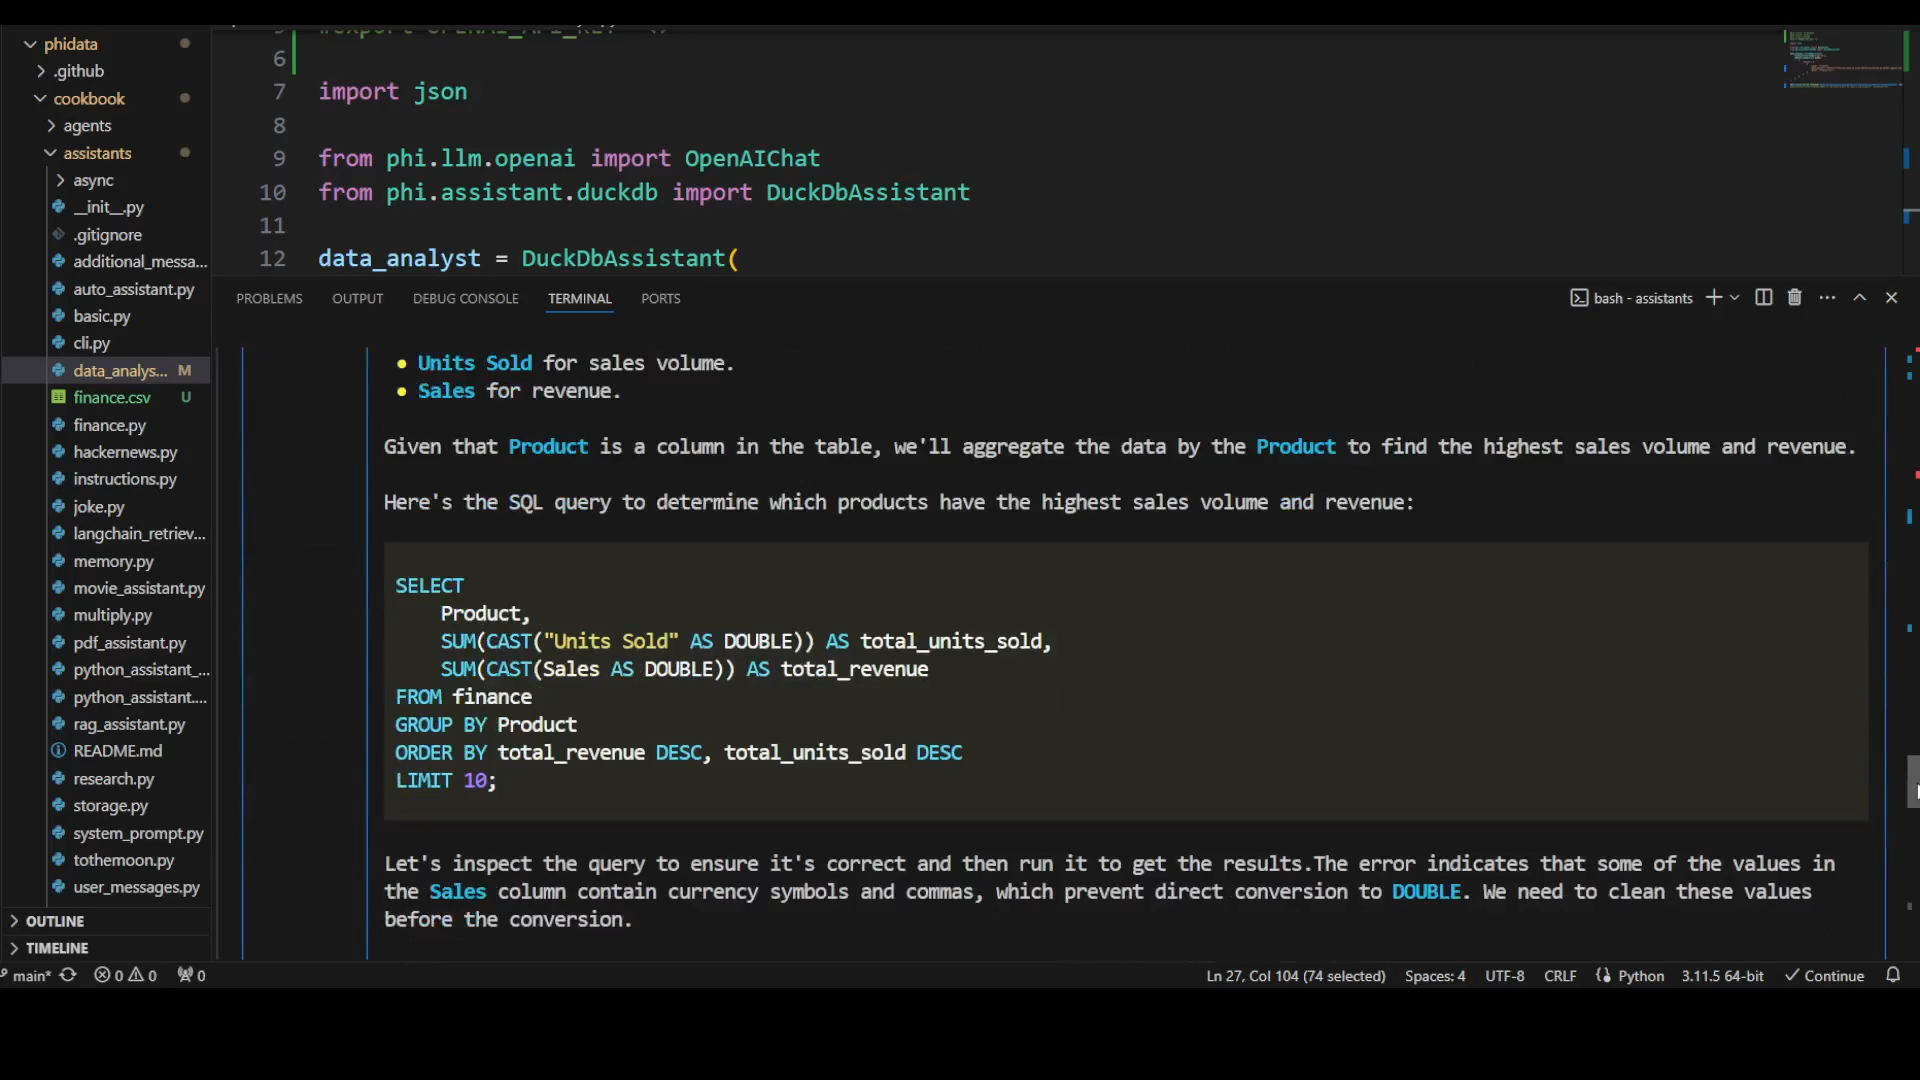 phidata
.github
cookbook
agents
assistants
async
__init__.py
.gitignore
additional_messa...
auto_assistant.py
basic.py
cli.py
data_analys... M
finance.csv U
finance.py
hackernews.py
instructions.py
joke.py
langchain_retriev...
memory.py
movie_assistant.py
multiply.py
pdf_assistant.py
python_assistant_...
python_assistant....
rag_assistant.py
README.md
research.py
storage.py
system_prompt.py
tothemoon.py
user_messages.py
OUTLINE
TIMELINE
6
7 import json
8
9 from phi.llm.openai import OpenAIChat
10 from phi.assistant.duckdb import DuckDbAssistant
11
12 data_analyst = DuckDbAssistant(
PROBLEMS OUTPUT DEBUG CONSOLE TERMINAL PORTS bash - assistants
• Units Sold for sales volume.
• Sales for revenue.
Given that Product is a column in the table, we'll aggregate the data by the Product to find the highest sales volume and revenue.
Here's the SQL query to determine which products have the highest sales volume and revenue:
SELECT
Product,
SUM(CAST("Units Sold" AS DOUBLE)) AS total_units_sold,
SUM(CAST(Sales AS DOUBLE)) AS total_revenue
FROM finance
GROUP BY Product
ORDER BY total_revenue DESC, total_units_sold DESC
LIMIT 10;
Let's inspect the query to ensure it's correct and then run it to get the results.The error indicates that some of the values in
the Sales column contain currency symbols and commas, which prevent direct conversion to DOUBLE. We need to clean these values
before the conversion.
main* 0 0 0 Ln 27, Col 104 (74 selected) Spaces: 4 UTF-8 CRLF Python 3.11.5 64-bit Continue